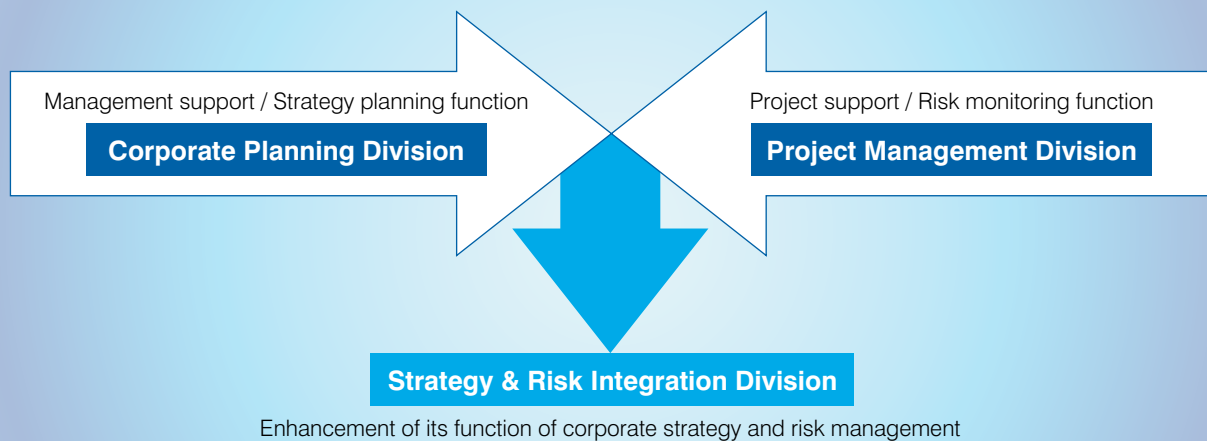 Management support / Strategy planning function
Corporate Planning Division
Project support / Risk monitoring function
Project Management Division
Strategy & Risk Integration Division
Enhancement of its function of corporate strategy and risk management